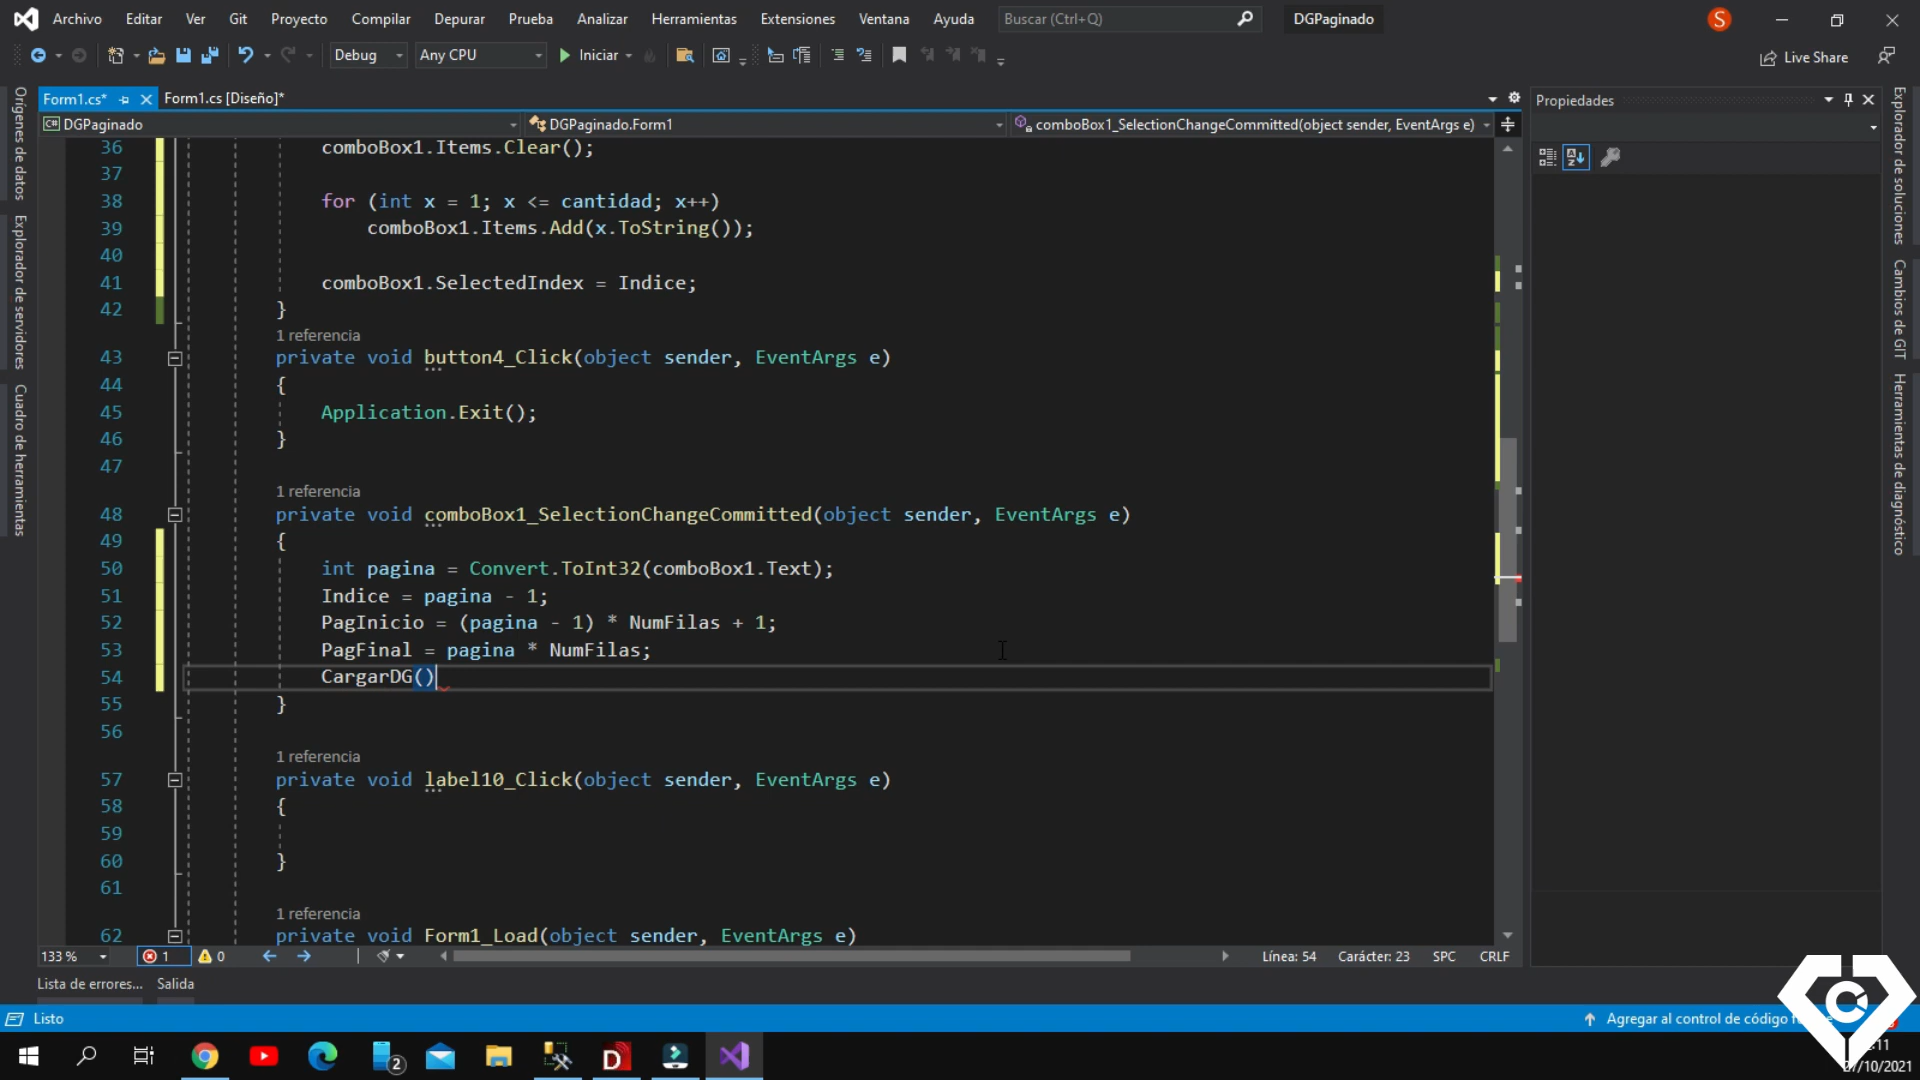 Archivo Editar Ver Git Proyecto Compilar Depurar Prueba Analizar Herramientas Extensiones Ventana Ayuda Buscar (Ctrl+Q) DGPaginado S
Debug Any CPU Iniciar Live Share
Form1.cs* Form1.cs [Diseño]* Propiedades
DGPaginado DGPaginado.Form1 comboBox1_SelectionChangeCommitted(object sender, EventArgs e)
Orígenes de datos
Explorador de servidores
Cuadro de herramientas
36 comboBox1.Items.Clear();
37
38 for (int x = 1; x <= cantidad; x++)
39 comboBox1.Items.Add(x.ToString());
40
41 comboBox1.SelectedIndex = Indice;
42 }
1 referencia
43 private void button4_Click(object sender, EventArgs e)
44 {
45 Application.Exit();
46 }
47
1 referencia
48 private void comboBox1_SelectionChangeCommitted(object sender, EventArgs e)
49 {
50 int pagina = Convert.ToInt32(comboBox1.Text);
51 Indice = pagina - 1;
52 PagInicio = (pagina - 1) * NumFilas + 1;
53 PagFinal = pagina * NumFilas;
54 CargarDG()
55 }
56
1 referencia
57 private void label10_Click(object sender, EventArgs e)
58 {
59
60 }
61
1 referencia
62 private void Form1_Load(object sender, EventArgs e)
Explorador de soluciones
Cambios de GIT
Herramientas de diagnóstico
133 % 1 0 Línea: 54 Carácter: 23 SPC CRLF
Lista de errores... Salida
Listo Agregar al control de código
2
:11
/10/2021